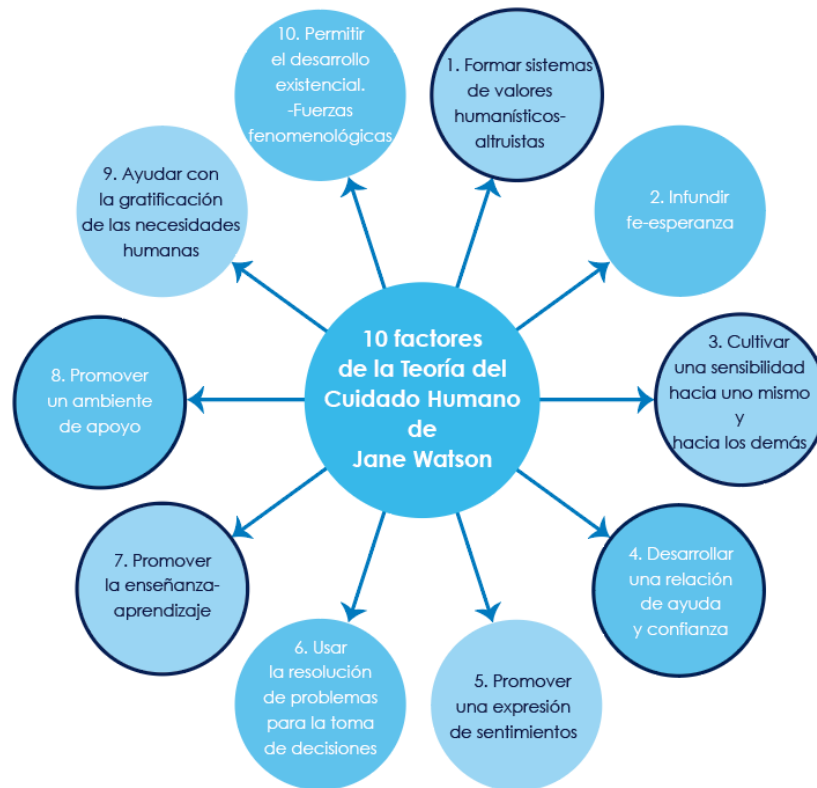 10 factores
de la Teoría del
Cuidado Humano
de
Jane Watson
1. Formar sistemas
de valores
humanísticos-
altruistas
2. Infundir
fe-esperanza
3. Cultivar
una sensibilidad
hacia uno mismo
y
hacia los demás
4. Desarrollar
una relación
de ayuda
y confianza
5. Promover
una expresión
de sentimientos
6. Usar
la resolución
de problemas
para la toma
de decisiones
7. Promover
la enseñanza-
aprendizaje
8. Promover
un ambiente
de apoyo
9. Ayudar con
la gratificación
de las necesidades
humanas
10. Permitir
el desarrollo
existencial.
-Fuerzas
fenomenológicas